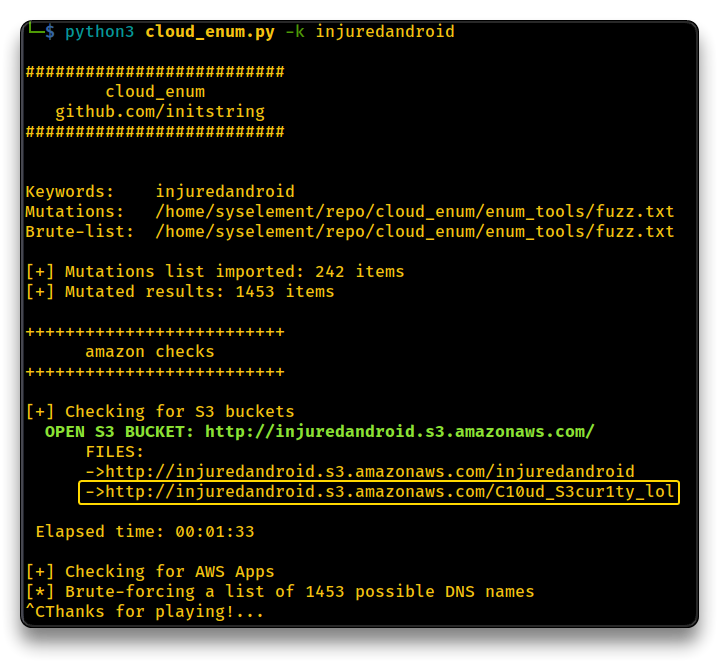 └─$ python3 cloud_enum.py -k injuredandroid
##########################
cloud_enum
github.com/initstring
##########################
Keywords:    injuredandroid
Mutations:   /home/syselement/repo/cloud_enum/enum_tools/fuzz.txt
Brute-list:  /home/syselement/repo/cloud_enum/enum_tools/fuzz.txt
[+] Mutations list imported: 242 items
[+] Mutated results: 1453 items
++++++++++++++++++++++++++
amazon checks
++++++++++++++++++++++++++
[+] Checking for S3 buckets
OPEN S3 BUCKET: http://injuredandroid.s3.amazonaws.com/
FILES:
->http://injuredandroid.s3.amazonaws.com/injuredandroid
->http://injuredandroid.s3.amazonaws.com/C10ud_S3cur1ty_lol
Elapsed time: 00:01:33
[+] Checking for AWS Apps
[*] Brute-forcing a list of 1453 possible DNS names
^CThanks for playing!...